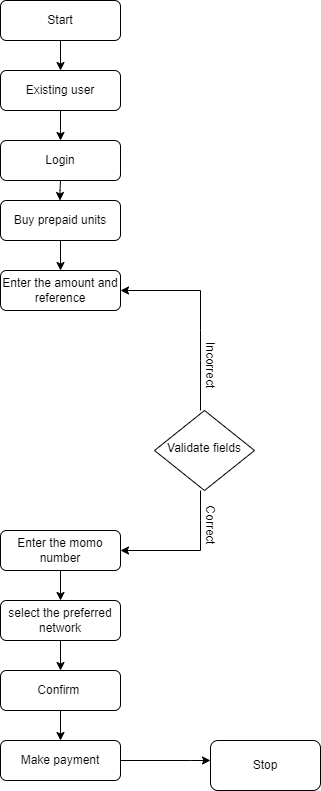 Start
Existing user
Login
Buy prepaid units
Enter the amount and
reference
Incorrect
Validate fields
Correct
Enter the momo
number
select the preferred
network
Confirm
Make payment
Stop